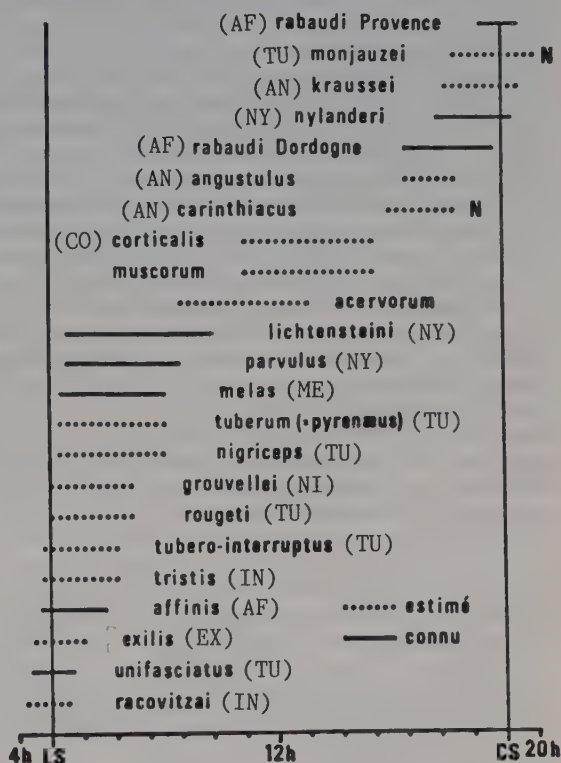 (AF) rabaudi Provence
(TU) monjauzei N
(AN) kraussei
(NY) nylanderi
(AF) rabaudi Dordogne
(AN) angustulus
(AN) carinthiacus N
(CO) corticalis
muscorum
acervorum
lichtensteini (NY)
parvulus (NY)
melas (ME)
tuberum (=pyrenæus) (TU)
nigriceps (TU)
grouvellei (NI)
rougeti (TU)
tubero-interruptus (TU)
tristis (IN)
affinis (AF) estimé
exilis (EX) connu
unifasciatus (TU)
racovitzai (IN)
4h LS 12h CS 20h